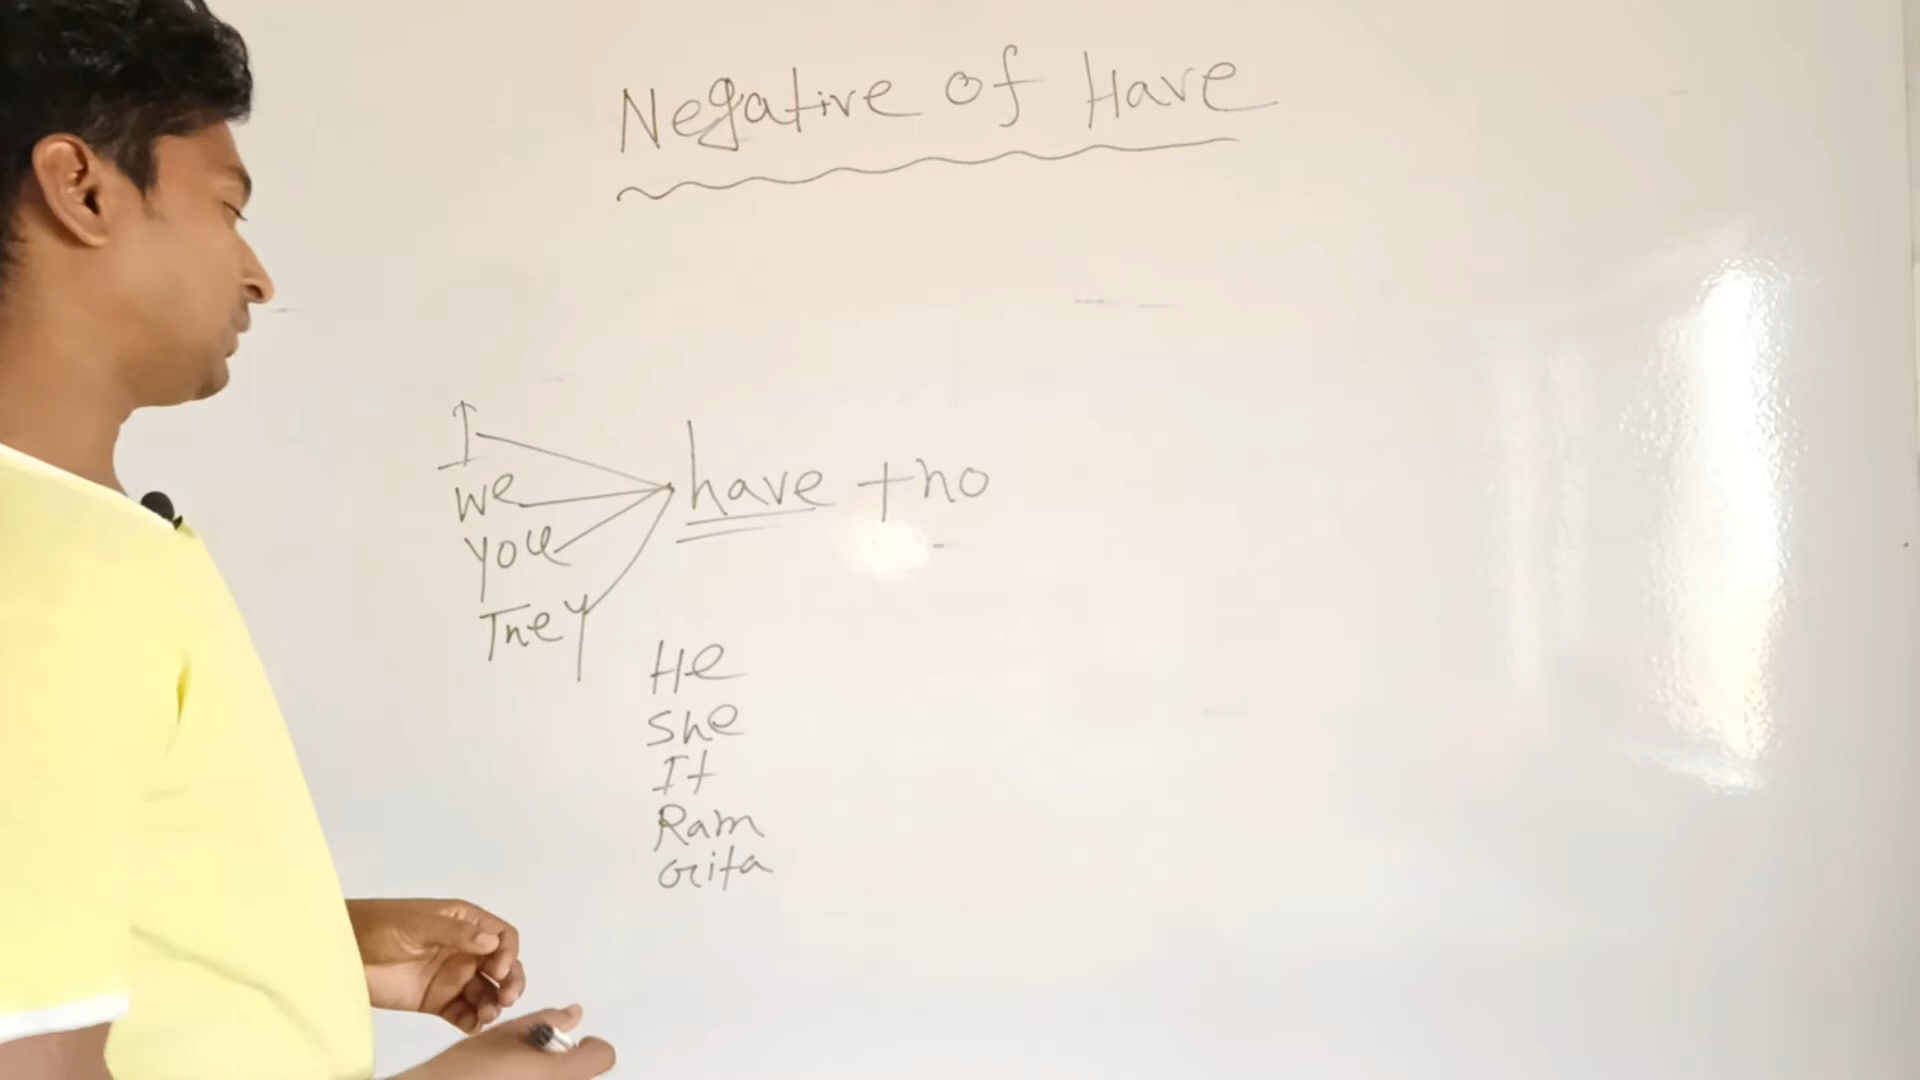 Negative of Have
I
we
you
They
have + no
He
She
It
Ram
Gita